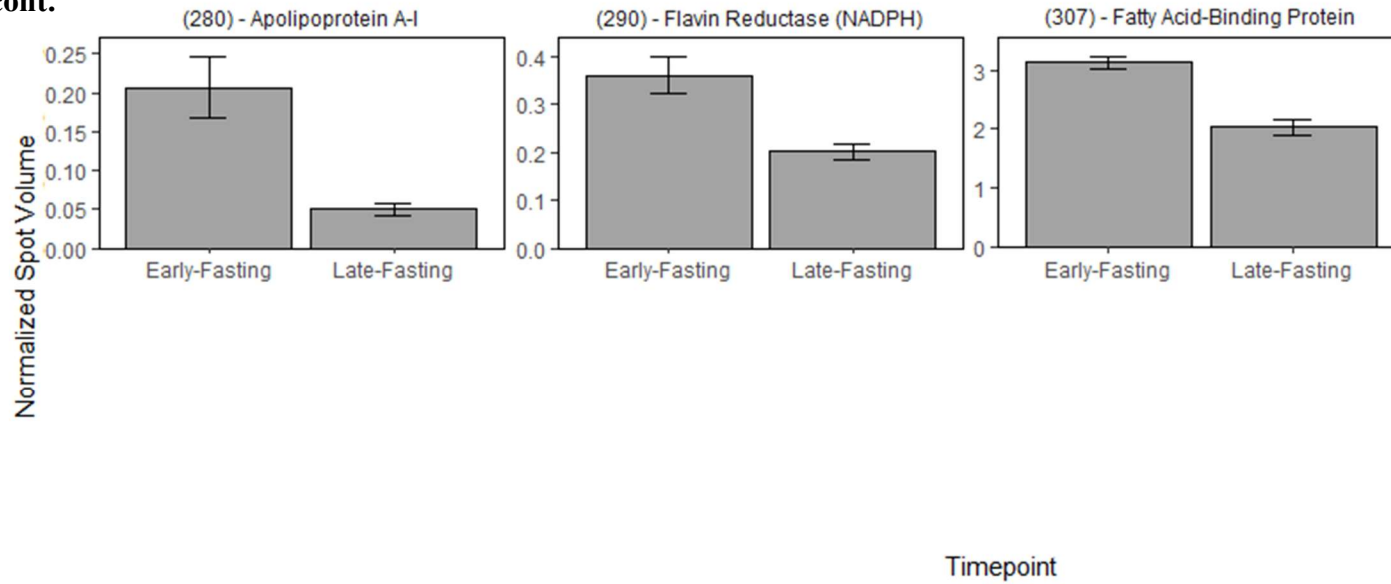 cont.
(280) - Apolipoprotein A-I
0.25
0.20
0.15
0.10
0.05
0.00
Early-Fasting Late-Fasting
(290) - Flavin Reductase (NADPH)
0.4
0.3
0.2
0.1
0.0
Early-Fasting Late-Fasting
(307) - Fatty Acid-Binding Protein
3
2
1
0
Early-Fasting Late-Fasting
Normalized Spot Volume
Timepoint